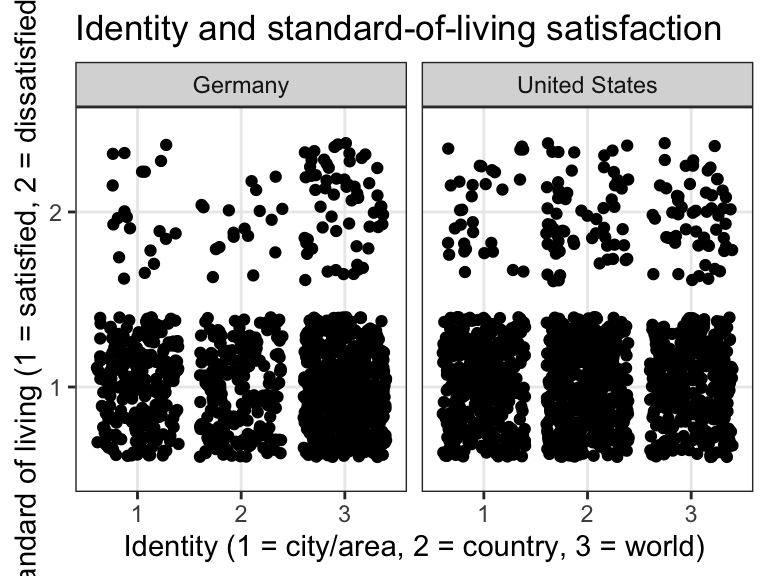 Identity and standard-of-living satisfaction
Germany
United States
of living (1 = satisfied, 2 = dissatisfied
2
1
1 2 3
1 2 3
Identity (1 = city/area, 2 = country, 3 = world)